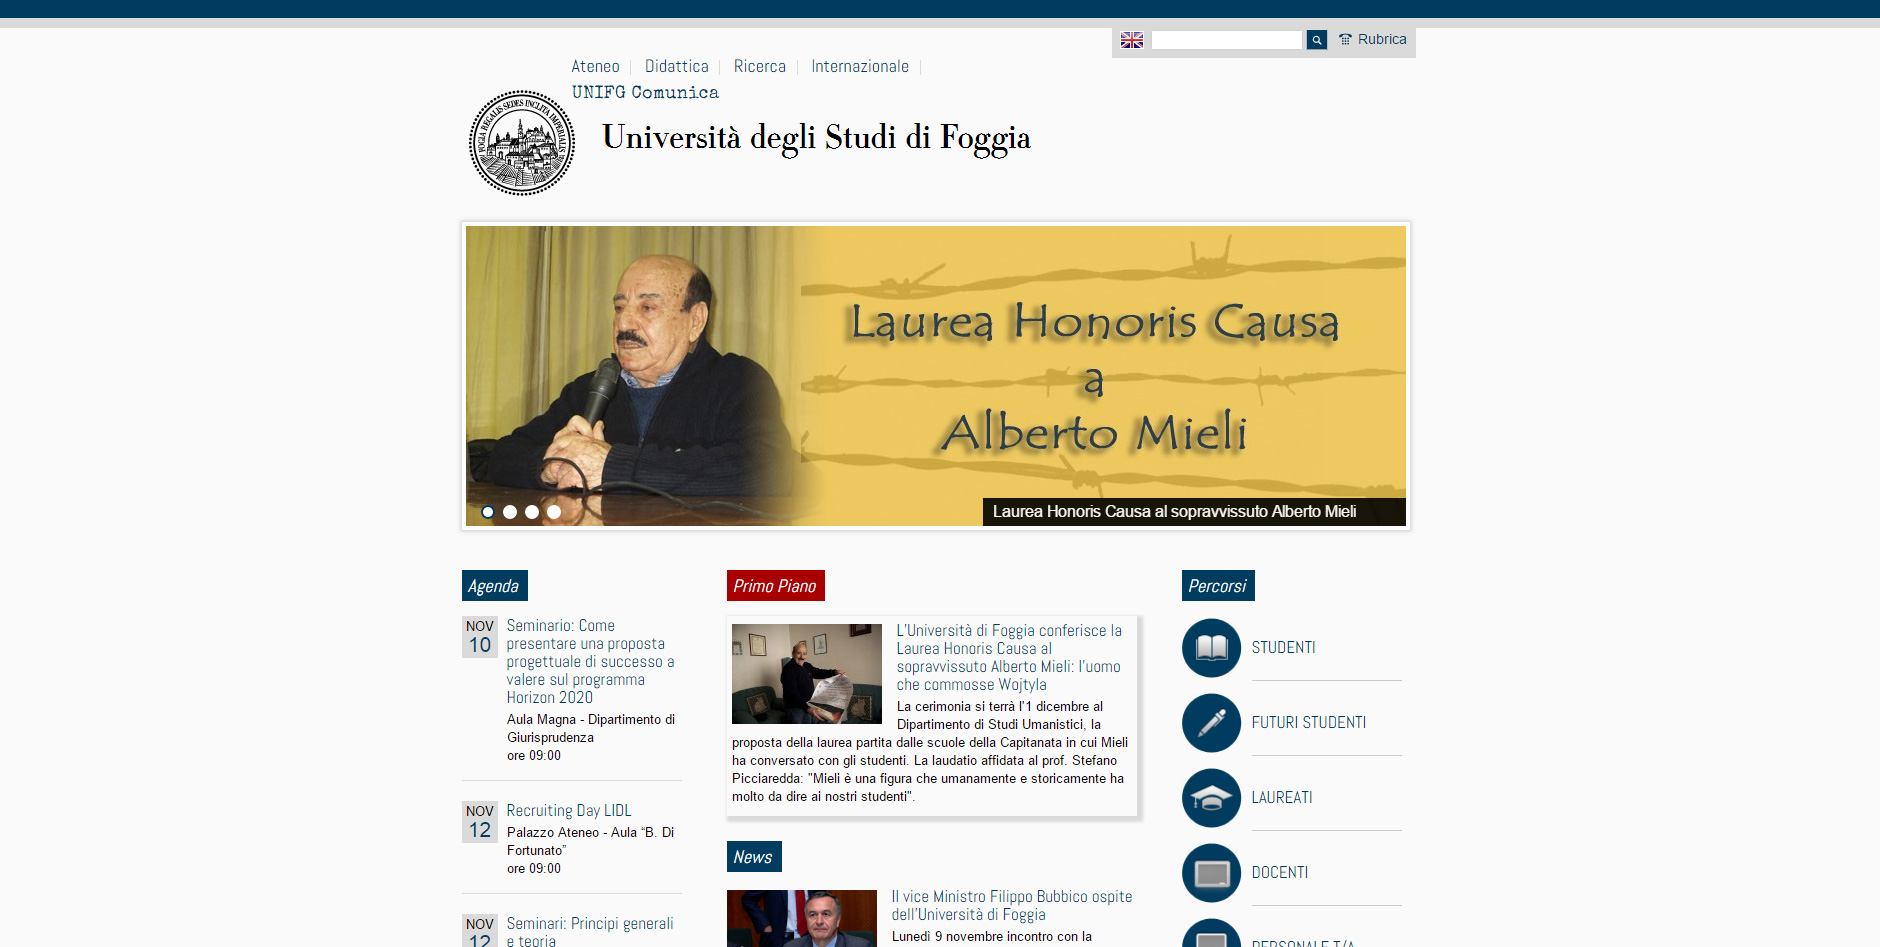 Rubrica
Ateneo
Didattica
Ricerca
Internazionale
UNIFG Comunica
FOGIA REGALIS SEDES INCLITA IMPERIALIS
Università degli Studi di Foggia
Laurea Honoris Causa
a
Alberto Mieli
Laurea Honoris Causa al sopravvissuto Alberto Mieli
Agenda
NOV
10
Seminario: Come
presentare una proposta
progettuale di successo a
valere sul programma
Horizon 2020
Aula Magna - Dipartimento di
Giurisprudenza
ore 09:00
NOV
12
Recruiting Day LIDL
Palazzo Ateneo - Aula “B. Di
Fortunato”
ore 09:00
NOV
12
Seminari: Principi generali
e teoria
Primo Piano
L'Università di Foggia conferisce la
Laurea Honoris Causa al
sopravvissuto Alberto Mieli: l'uomo
che commosse Wojtyla
La cerimonia si terrà l'1 dicembre al
Dipartimento di Studi Umanistici, la
proposta della laurea partita dalle scuole della Capitanata in cui Mieli
ha conversato con gli studenti. La laudatio affidata al prof. Stefano
Picciaredda: "Mieli è una figura che umanamente e storicamente ha
molto da dire ai nostri studenti".
News
Il vice Ministro Filippo Bubbico ospite
dell'Università di Foggia
Lunedì 9 novembre incontro con la
Percorsi
STUDENTI
FUTURI STUDENTI
LAUREATI
DOCENTI
PERSONALE T/A